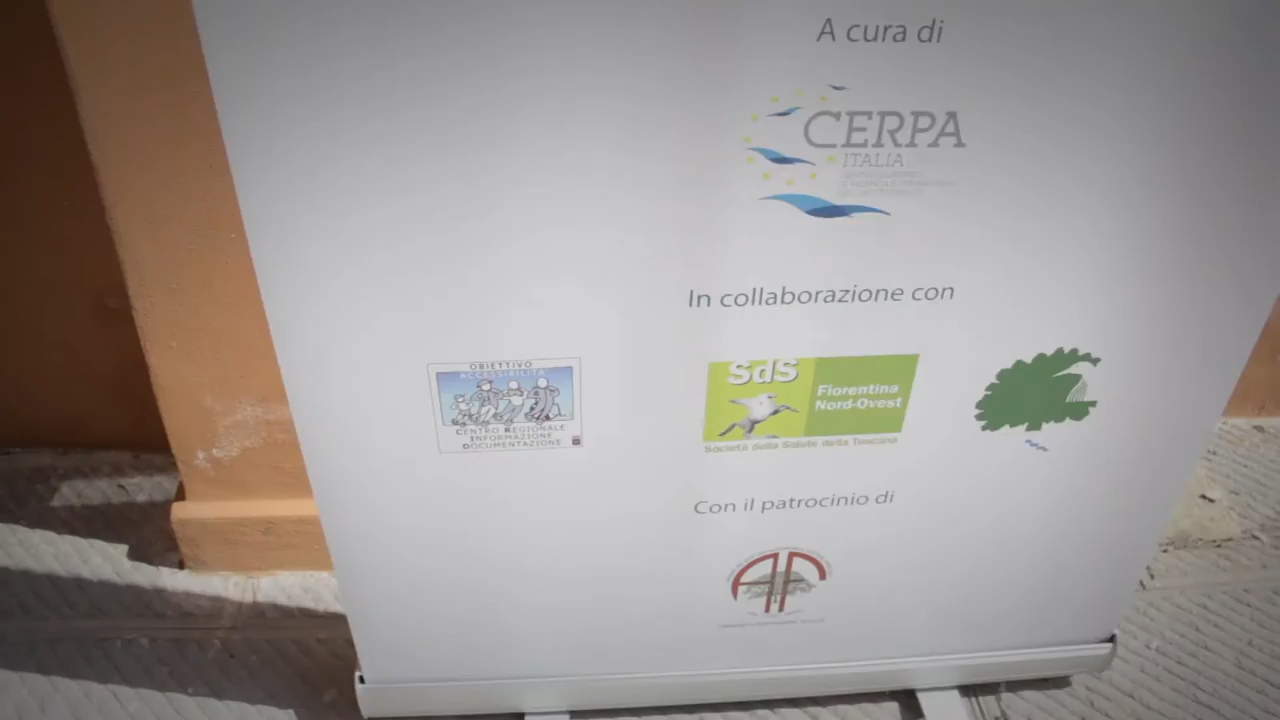 A cura di
CERPA
ITALIA
In collaborazione con
OBIETTIVO
ACCESSIBILITÀ
CENTRO REGIONALE
INFORMAZIONE
DOCUMENTAZIONE
SdS
Fiorentina
Nord-Ovest
Società della Salute della Toscana
Con il patrocinio di